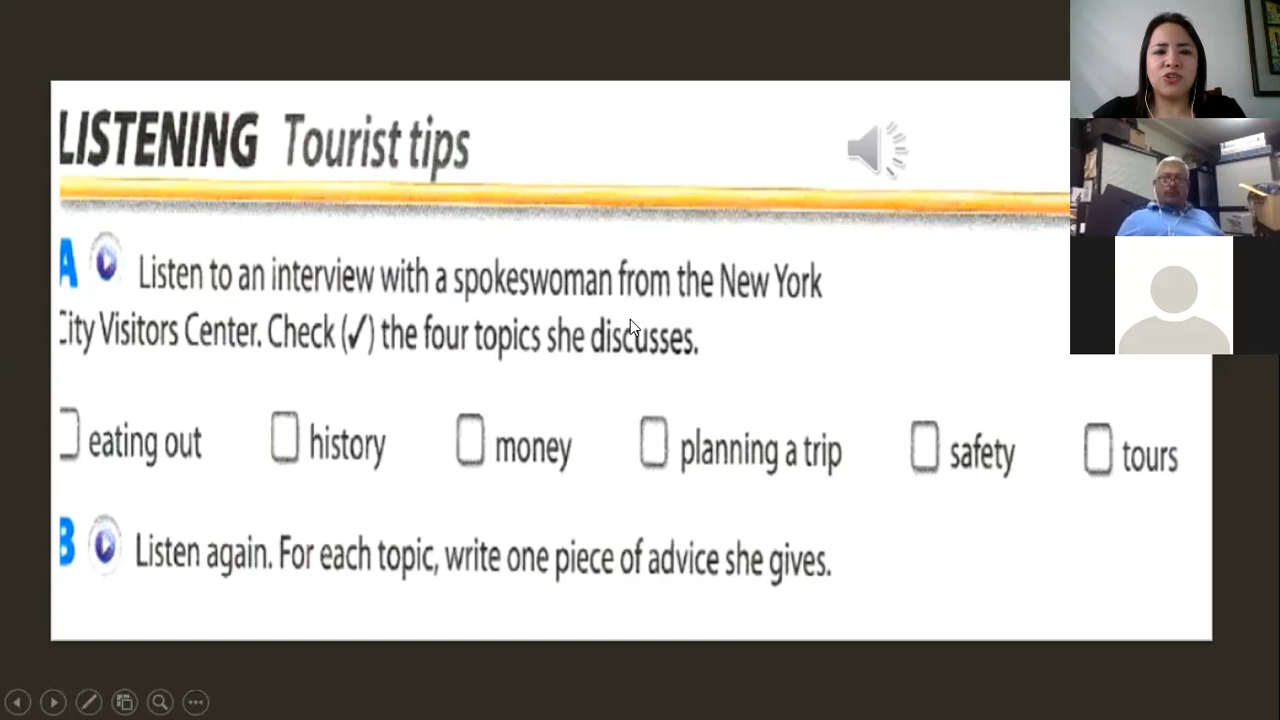 LISTENING Tourist tips
A Listen to an interview with a spokeswoman from the New York
City Visitors Center. Check (✓) the four topics she discusses.
eating out history money planning a trip safety tours
B Listen again. For each topic, write one piece of advice she gives.